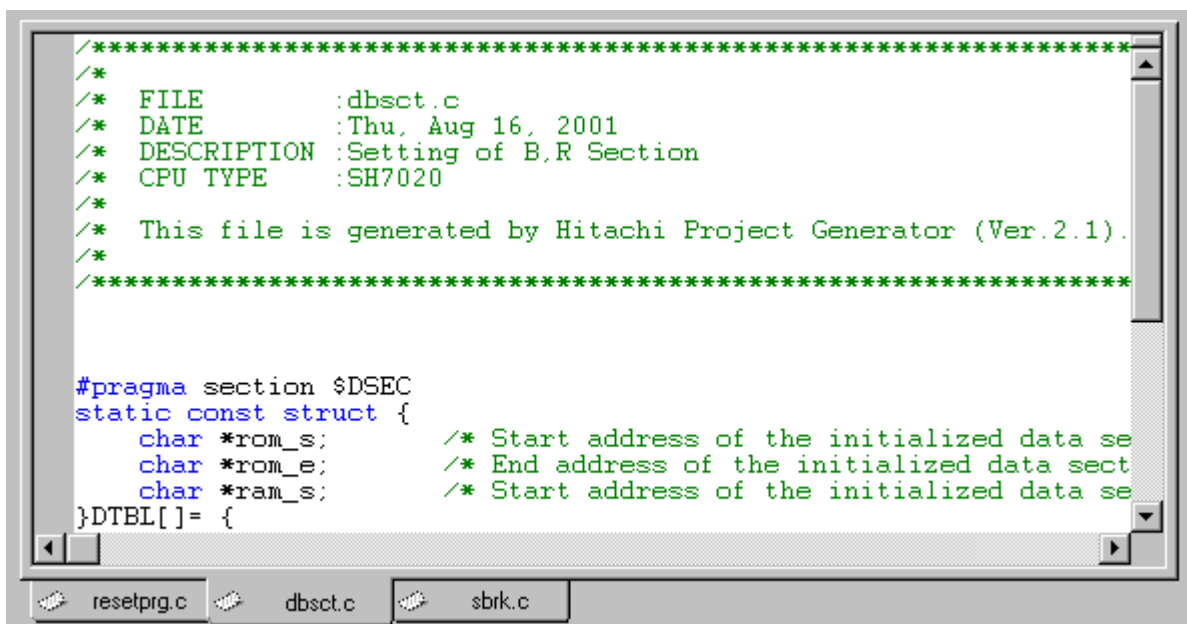 /*****************************************************************
/*
/*  FILE        :dbsct.c
/*  DATE        :Thu, Aug 16, 2001
/*  DESCRIPTION :Setting of B,R Section
/*  CPU TYPE    :SH7020
/*
/*  This file is generated by Hitachi Project Generator (Ver.2.1).
/*
/*****************************************************************
#pragma section $DSEC
static const struct {
    char *rom_s;       /* Start address of the initialized data se
    char *rom_e;       /* End address of the initialized data sect
    char *ram_s;       /* Start address of the initialized data se
}DTBL[]= {
resetprg.c dbsct.c sbrk.c